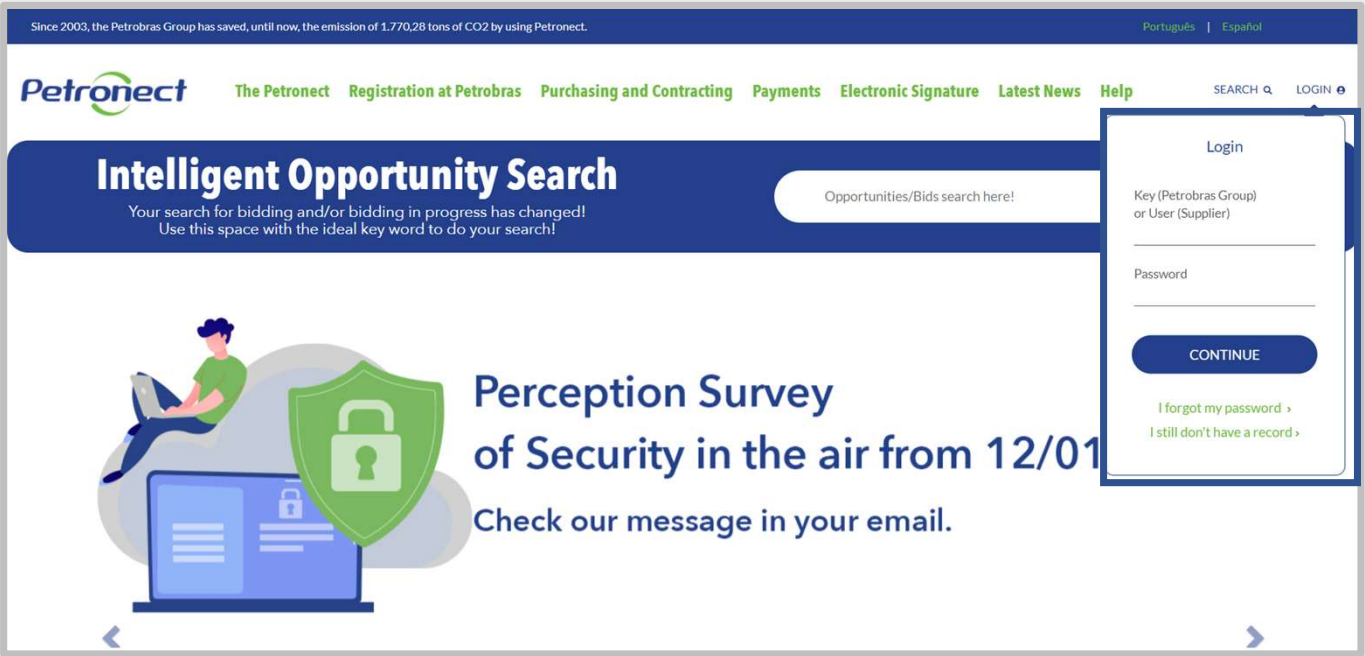 Since 2003, the Petrobras Group has saved, until now, the emission of 1.770,28 tons of CO2 by using Petronect.
Português | Español
Petronect
The Petronect Registration at Petrobras Purchasing and Contracting Payments Electronic Signature Latest News Help
SEARCH LOGIN
Intelligent Opportunity Search
Your search for bidding and/or bidding in progress has changed!
Use this space with the ideal key word to do your search!
Opportunities/Bids search here!
Login
Key (Petrobras Group)
or User (Supplier)
Password
CONTINUE
I forgot my password ›
I still don't have a record ›
Perception Survey
of Security in the air from 12/01
Check our message in your email.